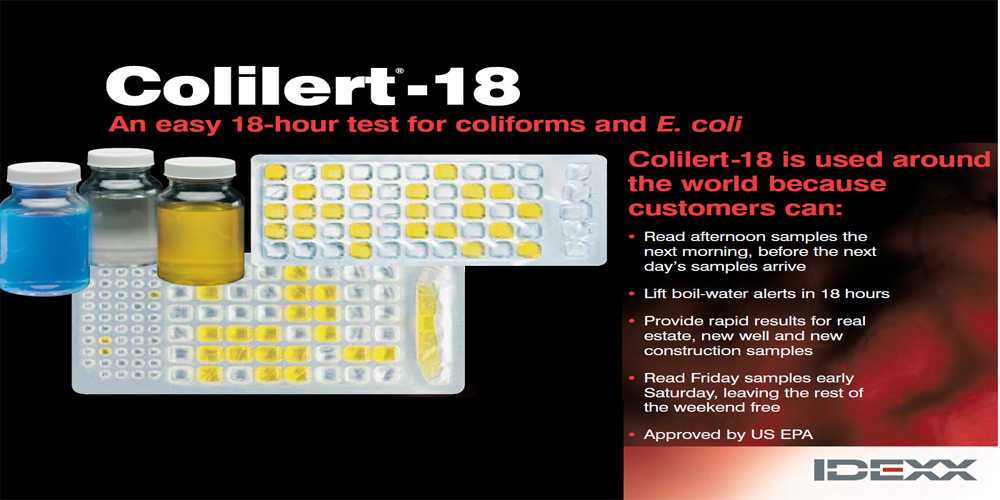 Colilert®-18
An easy 18-hour test for coliforms and E. coli
Colilert-18 is used around
the world because
customers can:
• Read afternoon samples the
next morning, before the next
day's samples arrive
• Lift boil-water alerts in 18 hours
• Provide rapid results for real
estate, new well and new
construction samples
• Read Friday samples early
Saturday, leaving the rest of
the weekend free
• Approved by US EPA
IDEXX